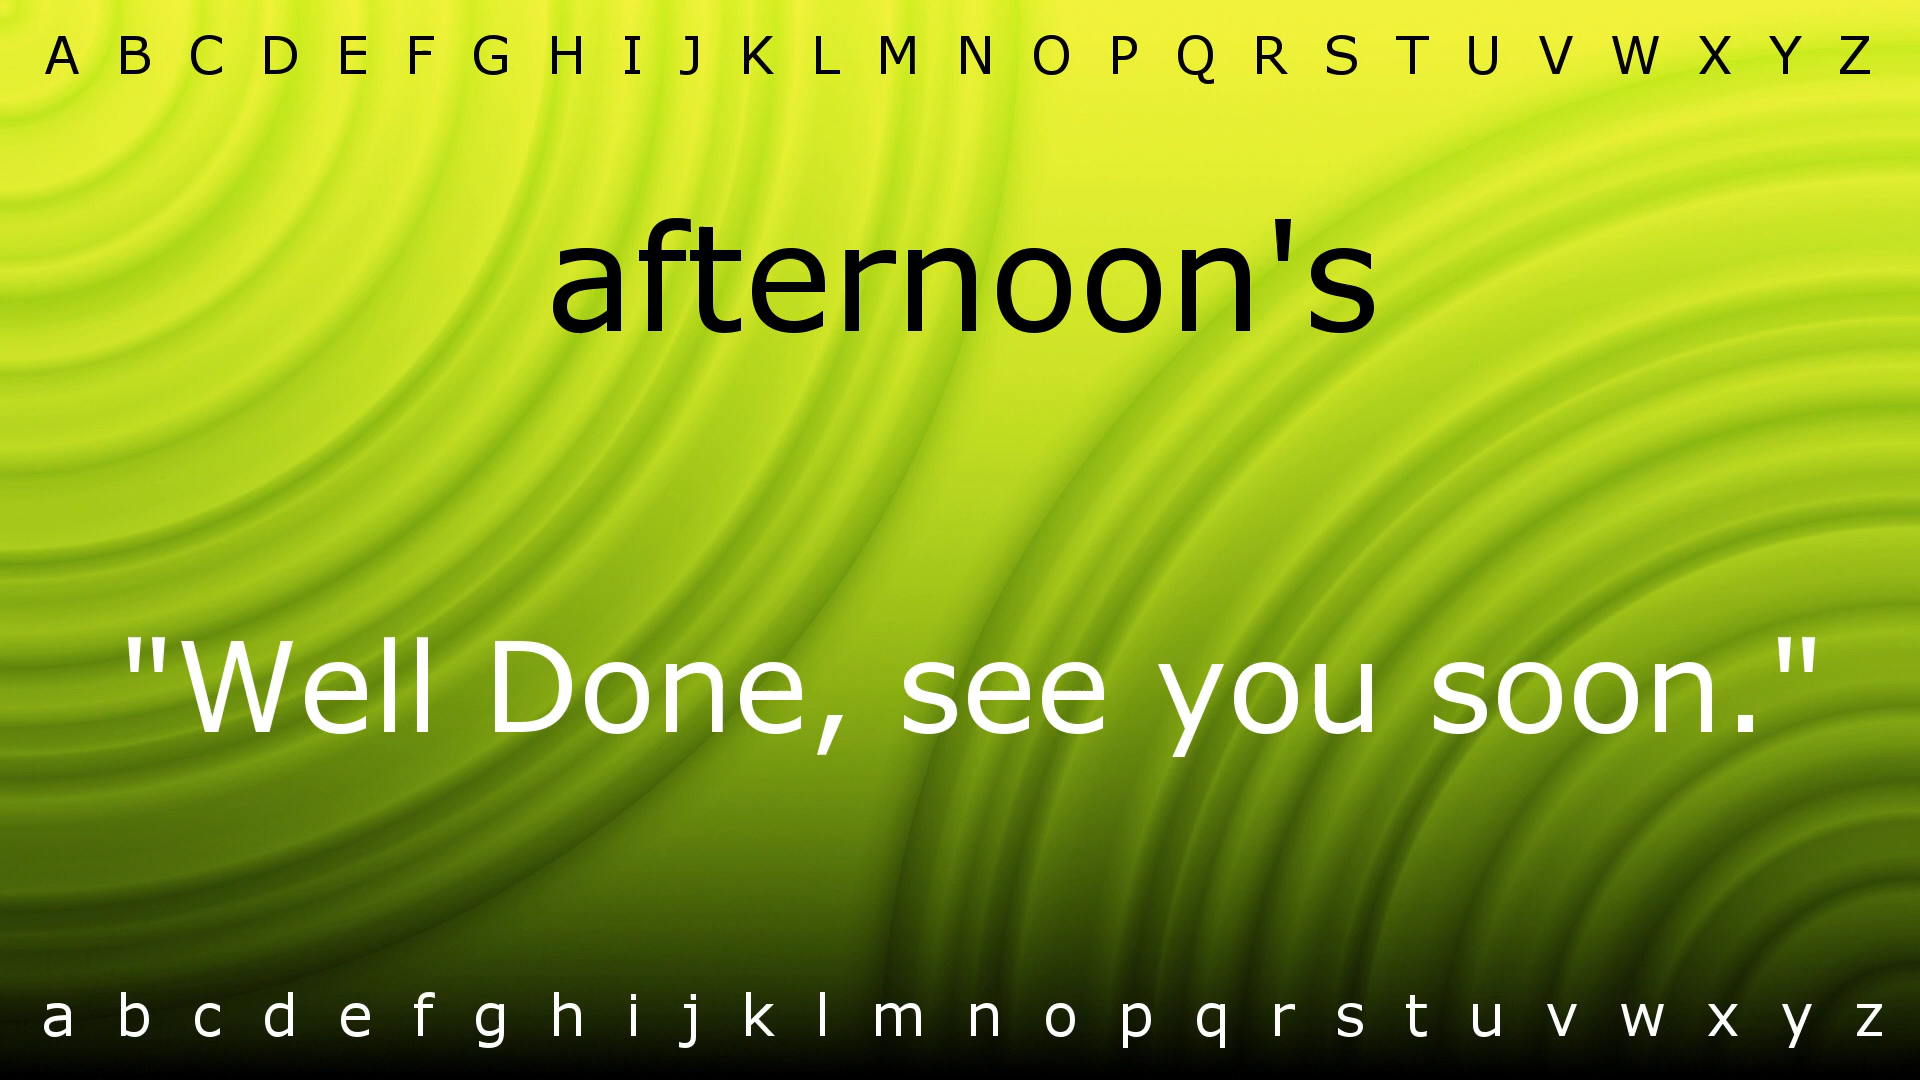 A B C D E F G H I J K L M N O P Q R S T U V W X Y Z
afternoon's
"Well Done, see you soon."
a b c d e f g h i j k l m n o p q r s t u v w x y z